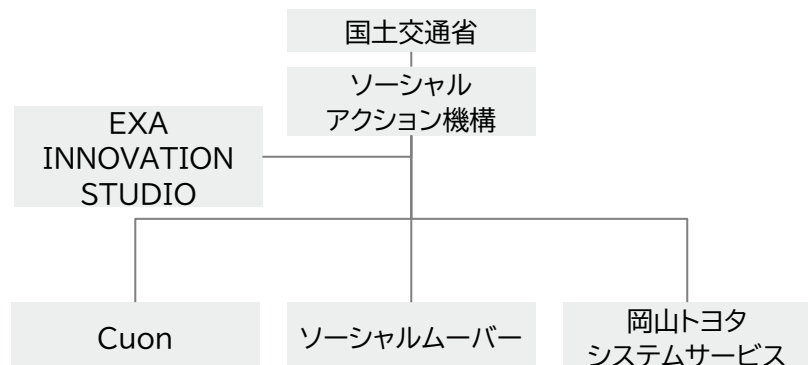 国土交通省
ソーシャル
アクション機構
EXA
INNOVATION
STUDIO
Cuon
ソーシャルムーバー
岡山トヨタ
システムサービス